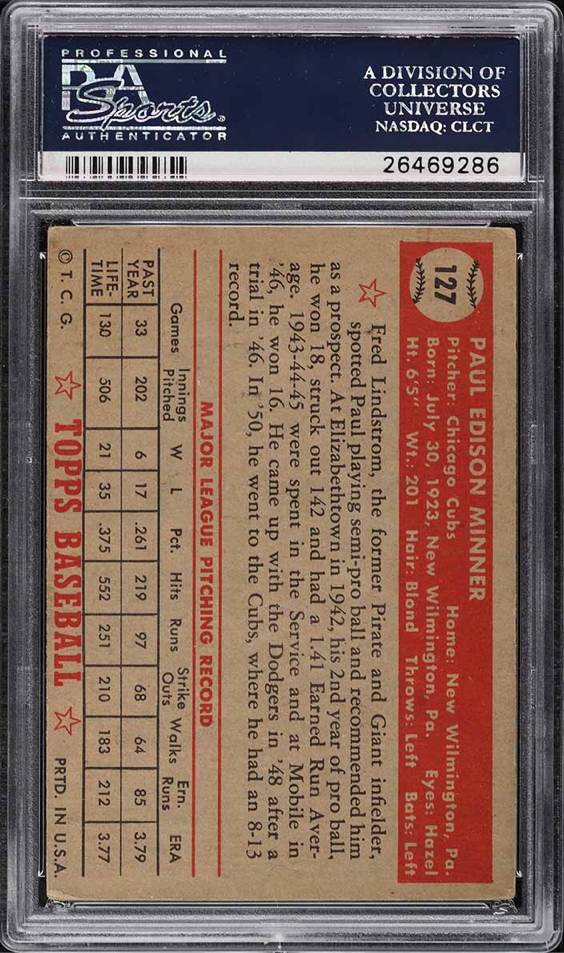 PROFESSIONAL
PSA
Sports
AUTHENTICATOR
A DIVISION OF
COLLECTORS
UNIVERSE
NASDAQ: CLCT
26469286
127
PAUL EDISON MINNER
Pitcher: Chicago Cubs Home: New Wilmington, Pa.
Born: July 30, 1923, New Wilmington, Pa. Eyes: Hazel
Ht. 6'5" Wt.: 201 Hair: Blond Throws: Left Bats: Left
Fred Lindstrom, the former Pirate and Giant infielder,
spotted Paul playing semi-pro ball and recommended him
as a prospect. At Elizabethtown in 1942, his 2nd year of pro ball,
he won 18, struck out 142 and had a 1.41 Earned Run Aver-
age. 1943-44-45 were spent in the Service and at Mobile in
'46, he won 16. He came up with the Dodgers in '48 after a
trial in '46. In '50, he went to the Cubs, where he had an 8-13
record.
MAJOR LEAGUE PITCHING RECORD
Games Innings Pitched W L Pct. Hits Runs Strike Outs Walks Ern. Runs ERA
PAST YEAR 33 202 6 17 .261 219 97 68 64 85 3.79
LIFE-TIME 130 506 21 35 .375 552 251 210 183 212 3.77
© T. C. G. TOPPS BASEBALL PRTD. IN U.S.A.